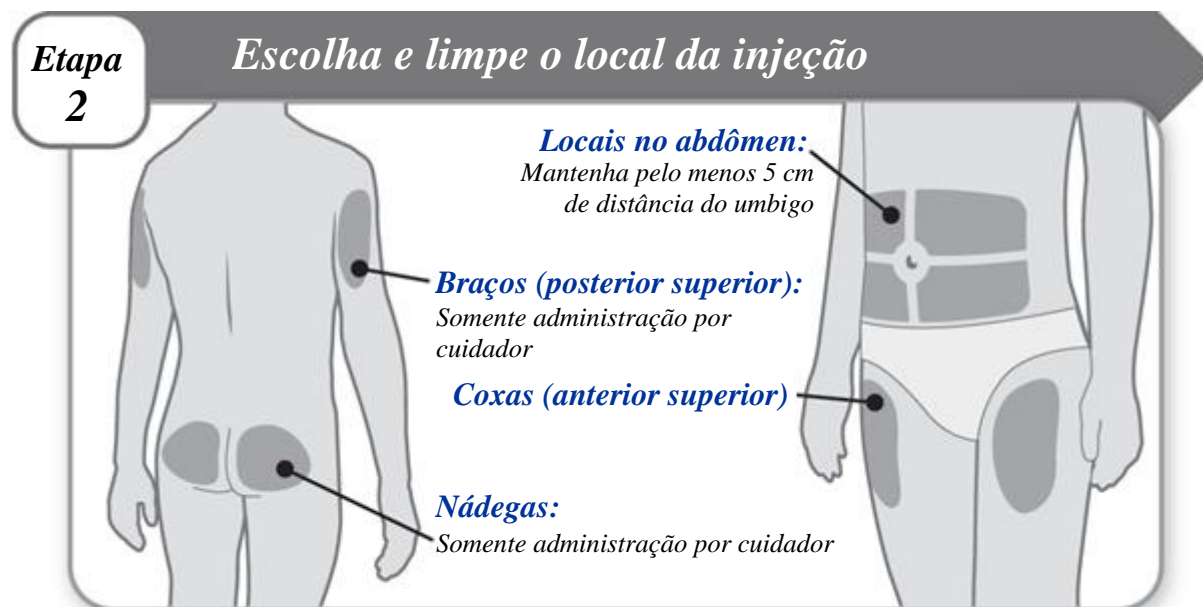 Etapa
2
Escolha e limpe o local da injeção
Locais no abdômen:
Mantenha pelo menos 5 cm
de distância do umbigo
Braços (posterior superior):
Somente administração por
cuidador
Coxas (anterior superior)
Nádegas:
Somente administração por cuidador